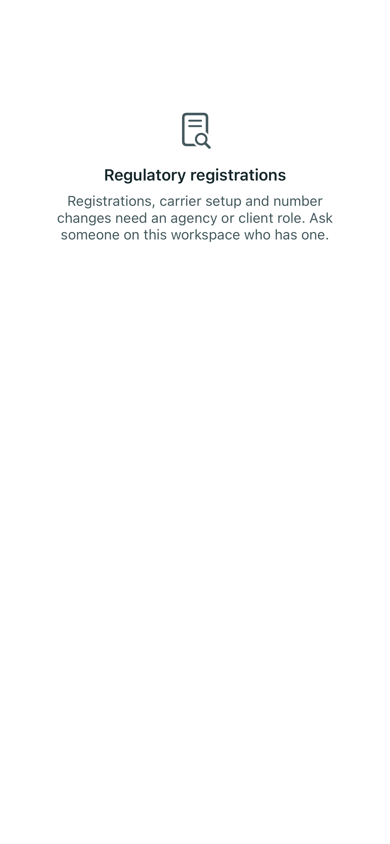 Regulatory registrations
Registrations, carrier setup and number
changes need an agency or client role. Ask
someone on this workspace who has one.